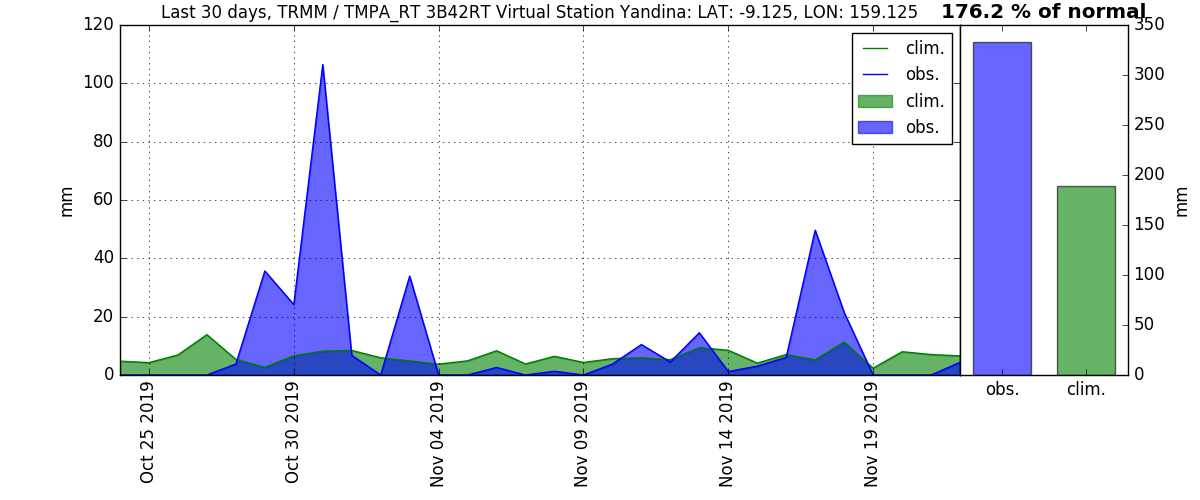 Last 30 days, TRMM / TMPA_RT 3B42RT Virtual Station Yandina: LAT: -9.125, LON: 159.125
176.2 % of normal
120
100
80
60
40
20
0
mm
clim.
obs.
clim.
obs.
Oct 25 2019
Oct 30 2019
Nov 04 2019
Nov 09 2019
Nov 14 2019
Nov 19 2019
350
300
250
200
150
100
50
0
mm
obs.
clim.